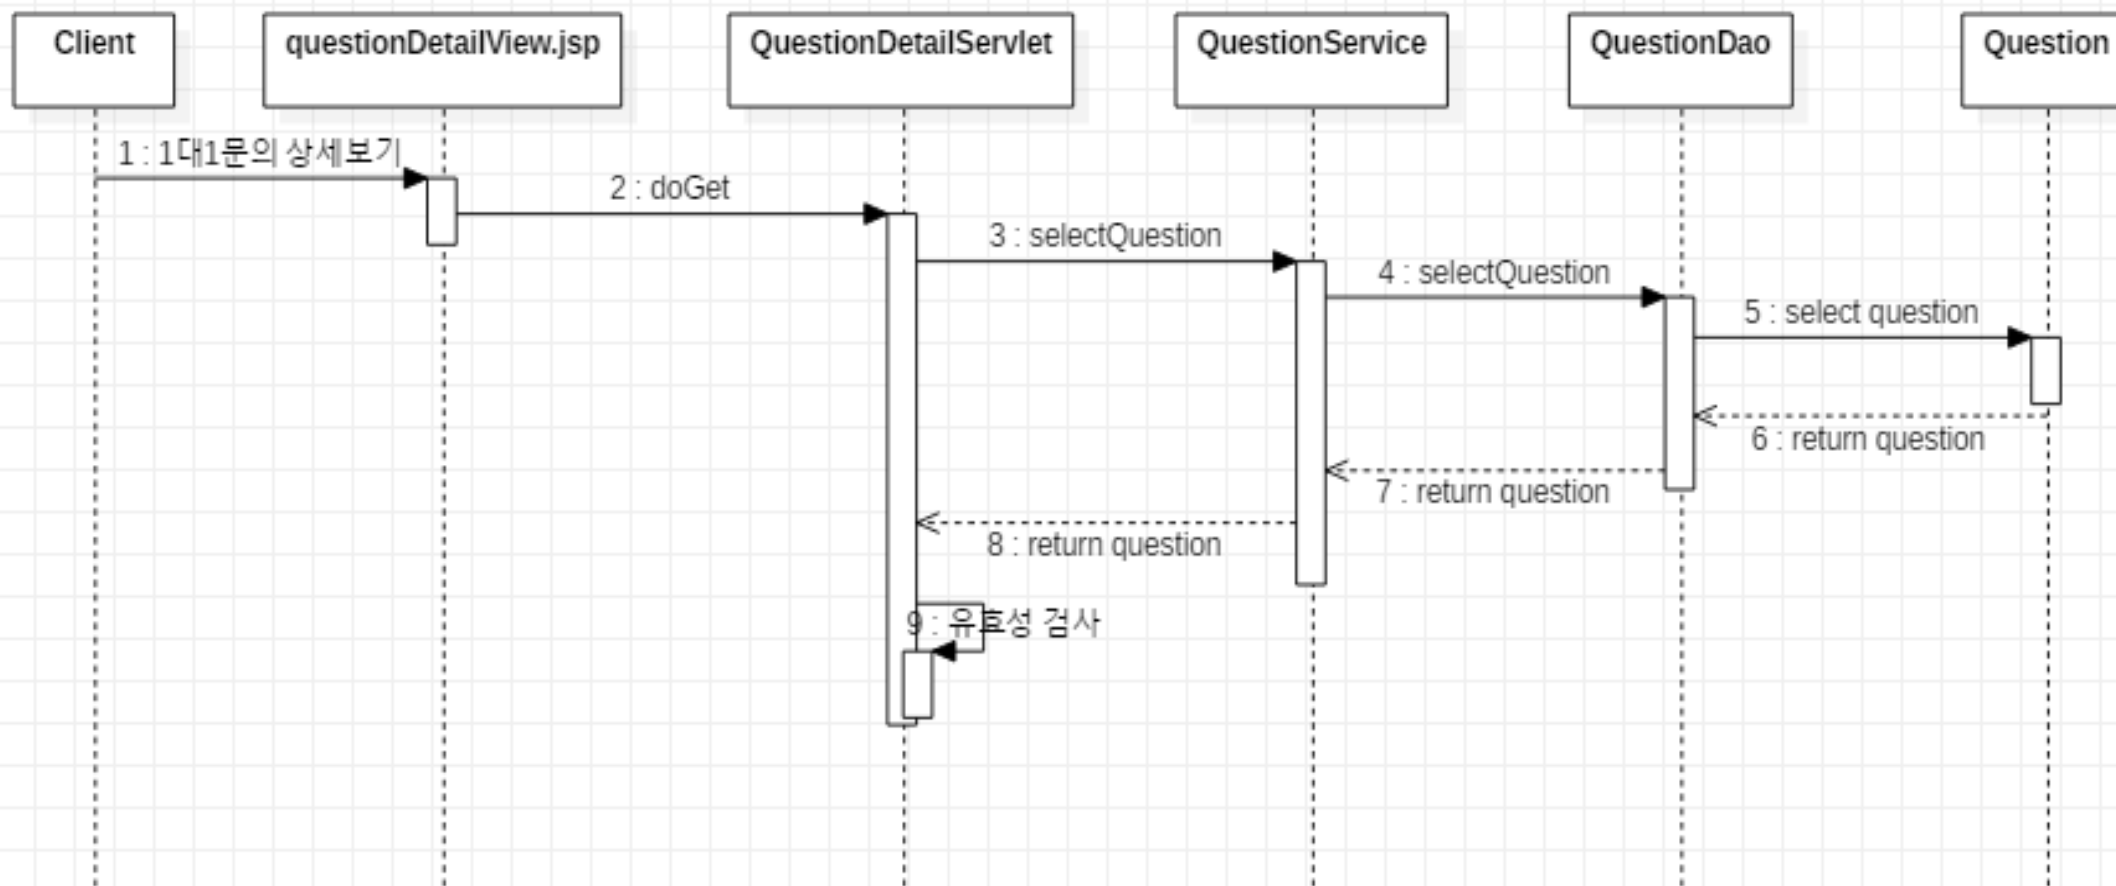 Client
questionDetailView.jsp
QuestionDetailServlet
QuestionService
QuestionDao
Question
1 : 1대1문의 상세보기
2 : doGet
3 : selectQuestion
4 : selectQuestion
5 : select question
6 : return question
7 : return question
8 : return question
9 : 유효성 검사